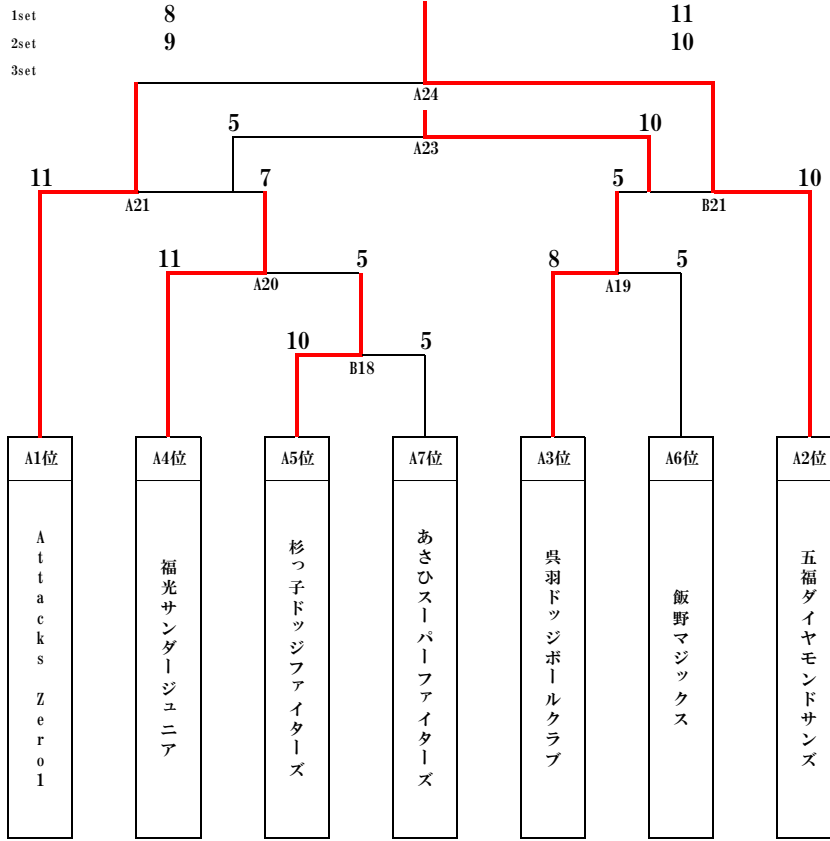 1set 8 11
2set 9 10
3set
A24
5 10
A23
11 7 5 10
A21 B21
11 5 8 5
A20 A19
10 5
B18
A1位 A4位 A5位 A7位 A3位 A6位 A2位
Attacks Zero1
福光サンダージュニア
杉っ子ドッジファイターズ
あさひスーパーファイターズ
呉羽ドッジボールクラブ
飯野マジックス
五福ダイヤモンドサンズ